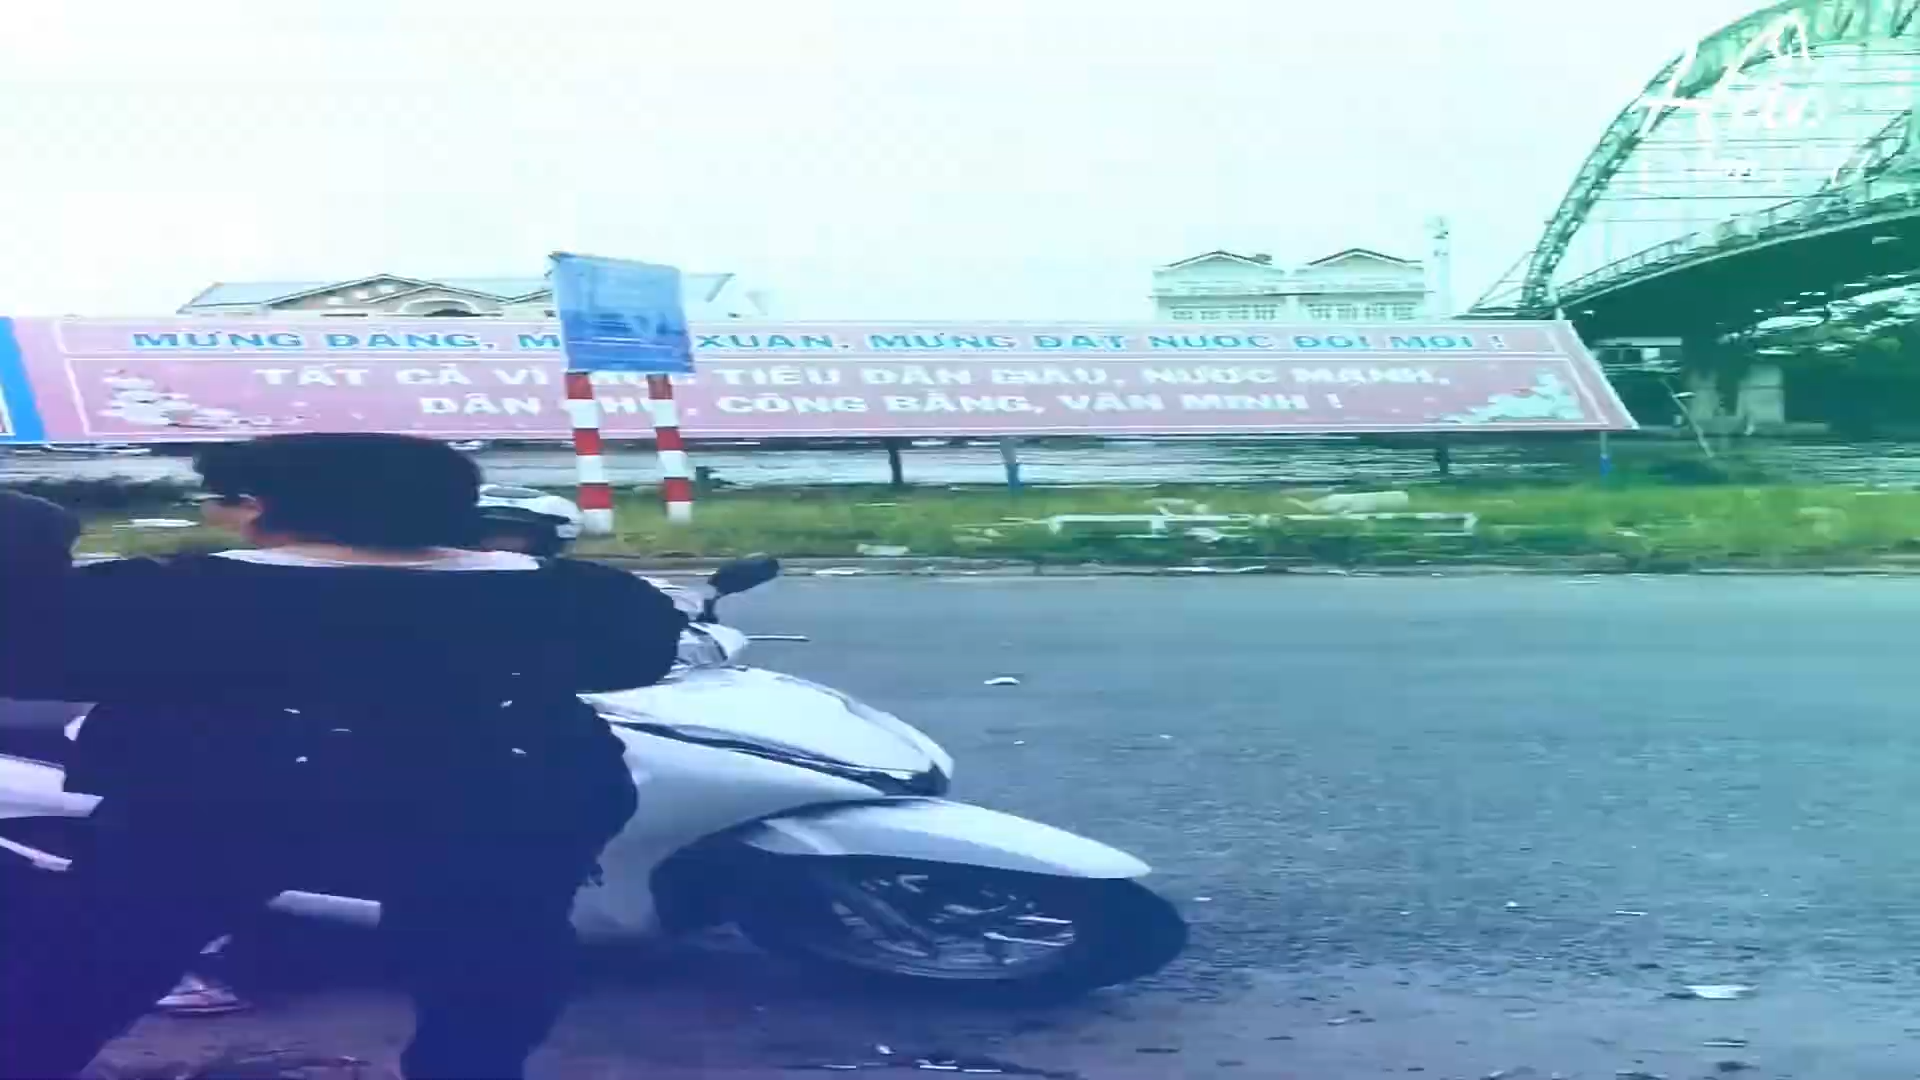 MỪNG ĐẢNG, XUÂN, MỪNG ĐẤT NƯỚC ĐỔI MỚI !
TẤT CẢ VÌ TIÊU DÂN GIÀU, NƯỚC MẠNH,
DÂN CÔNG BẰNG, VĂN MINH !